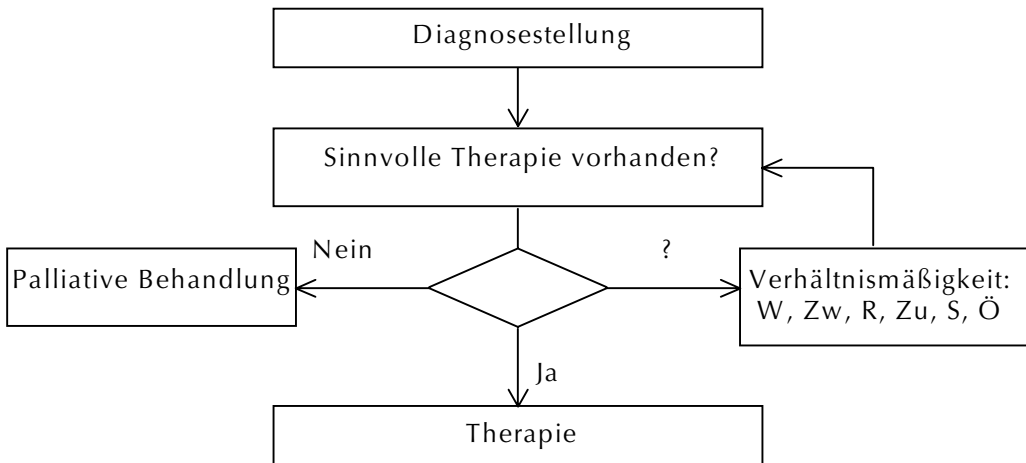 Diagnosestellung
Sinnvolle Therapie vorhanden?
Nein
?
Palliative Behandlung
Verhältnismäßigkeit:
W, Zw, R, Zu, S, Ö
Ja
Therapie